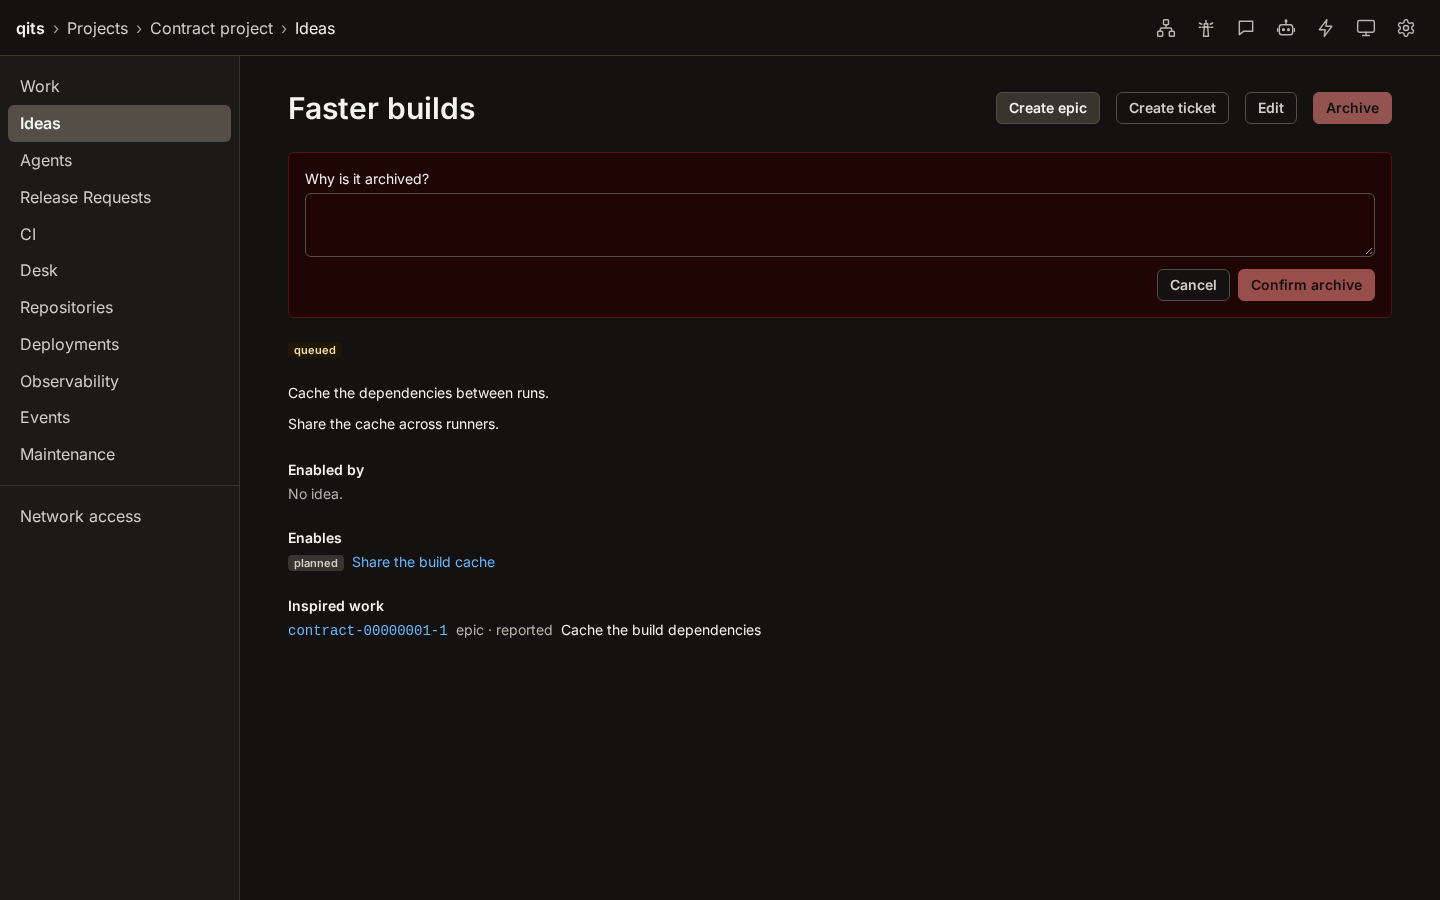 qits › Projects › Contract project › Ideas
Work
Ideas
Agents
Release Requests
CI
Desk
Repositories
Deployments
Observability
Events
Maintenance
Network access
Faster builds
Create epic
Create ticket
Edit
Archive
Why is it archived?
Cancel
Confirm archive
queued
Cache the dependencies between runs.
Share the cache across runners.
Enabled by
No idea.
Enables
planned Share the build cache
Inspired work
contract-00000001-1 epic · reported Cache the build dependencies